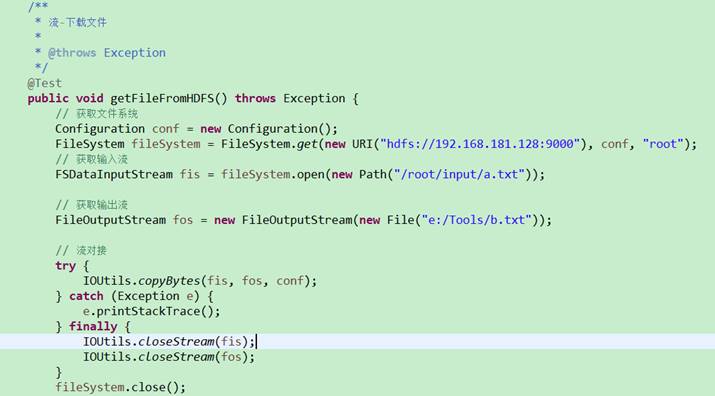 /**
 * 流-下载文件
 *
 * @throws Exception
 */
@Test
public void getFileFromHDFS() throws Exception {
    // 获取文件系统
    Configuration conf = new Configuration();
    FileSystem fileSystem = FileSystem.get(new URI("hdfs://192.168.181.128:9000"), conf, "root");
    // 获取输入流
    FSDataInputStream fis = fileSystem.open(new Path("/root/input/a.txt"));

    // 获取输出流
    FileOutputStream fos = new FileOutputStream(new File("e:/Tools/b.txt"));

    // 流对接
    try {
        IOUtils.copyBytes(fis, fos, conf);
    } catch (Exception e) {
        e.printStackTrace();
    } finally {
        IOUtils.closeStream(fis);
        IOUtils.closeStream(fos);
    }
    fileSystem.close();